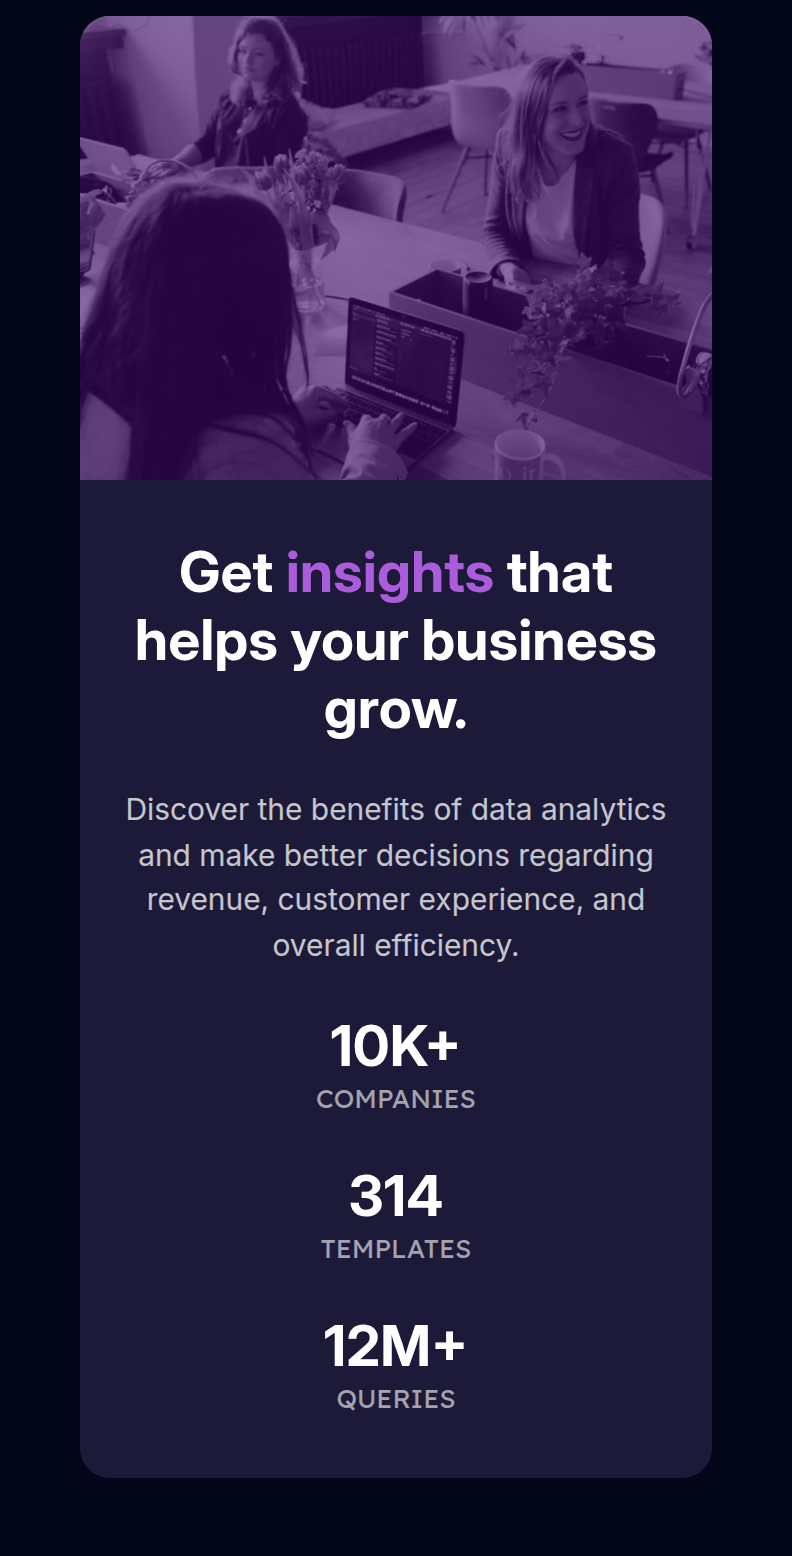 Get insights that
helps your business
grow.
Discover the benefits of data analytics
and make better decisions regarding
revenue, customer experience, and
overall efficiency.
10K+
COMPANIES
314
TEMPLATES
12M+
QUERIES